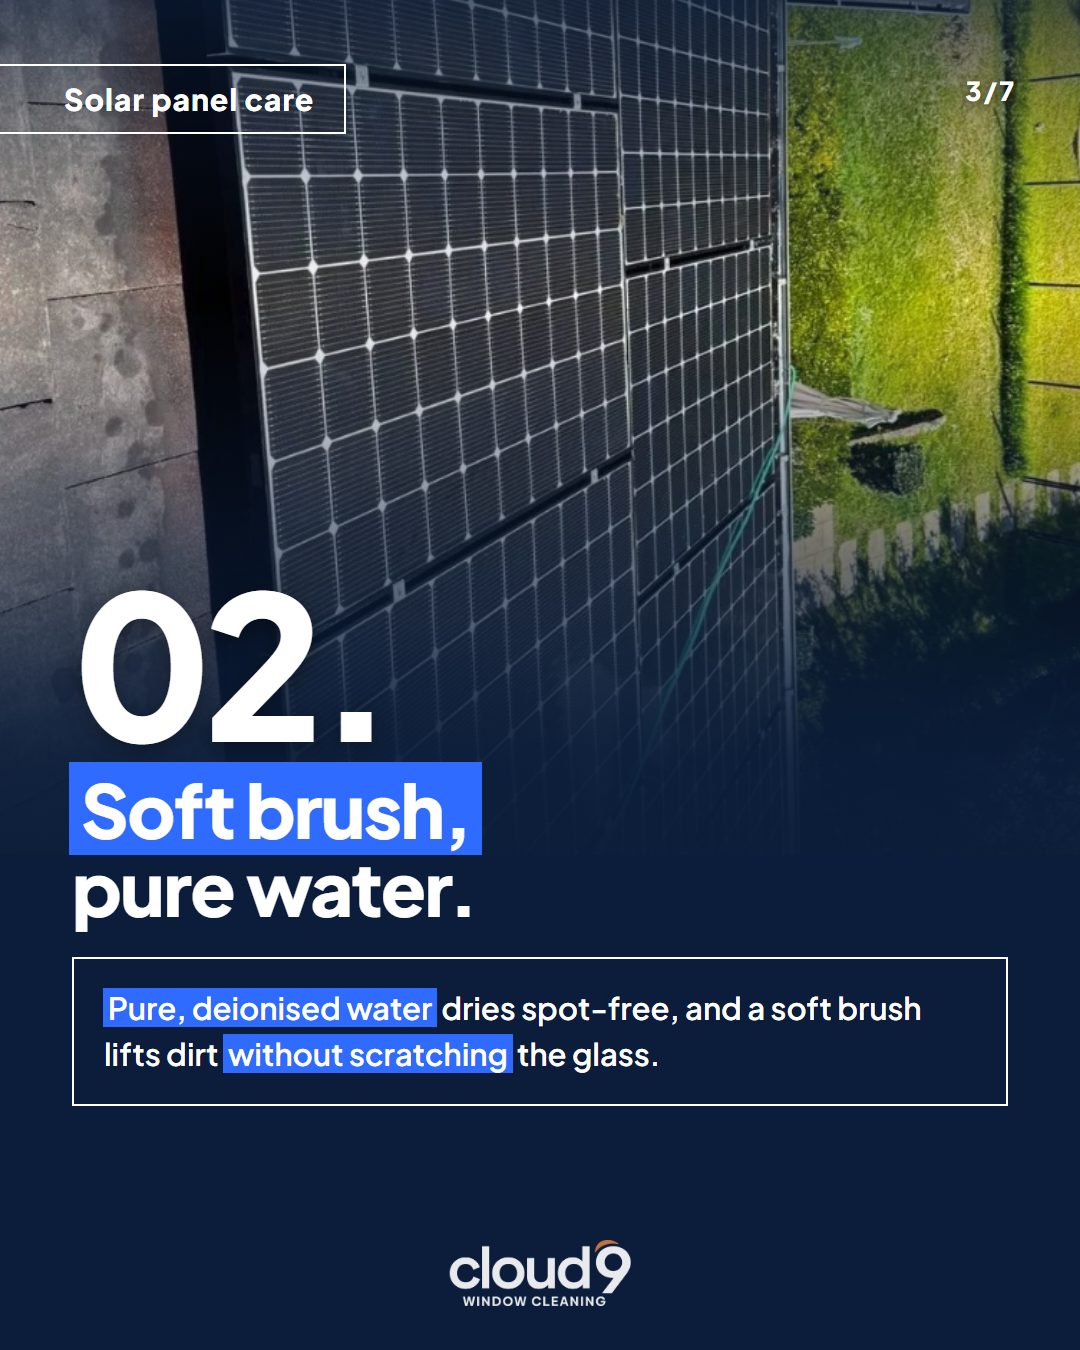 Solar panel care
3/7
02.
Soft brush,
pure water.
Pure, deionised water dries spot-free, and a soft brush
lifts dirt without scratching the glass.
cloud9
WINDOW CLEANING